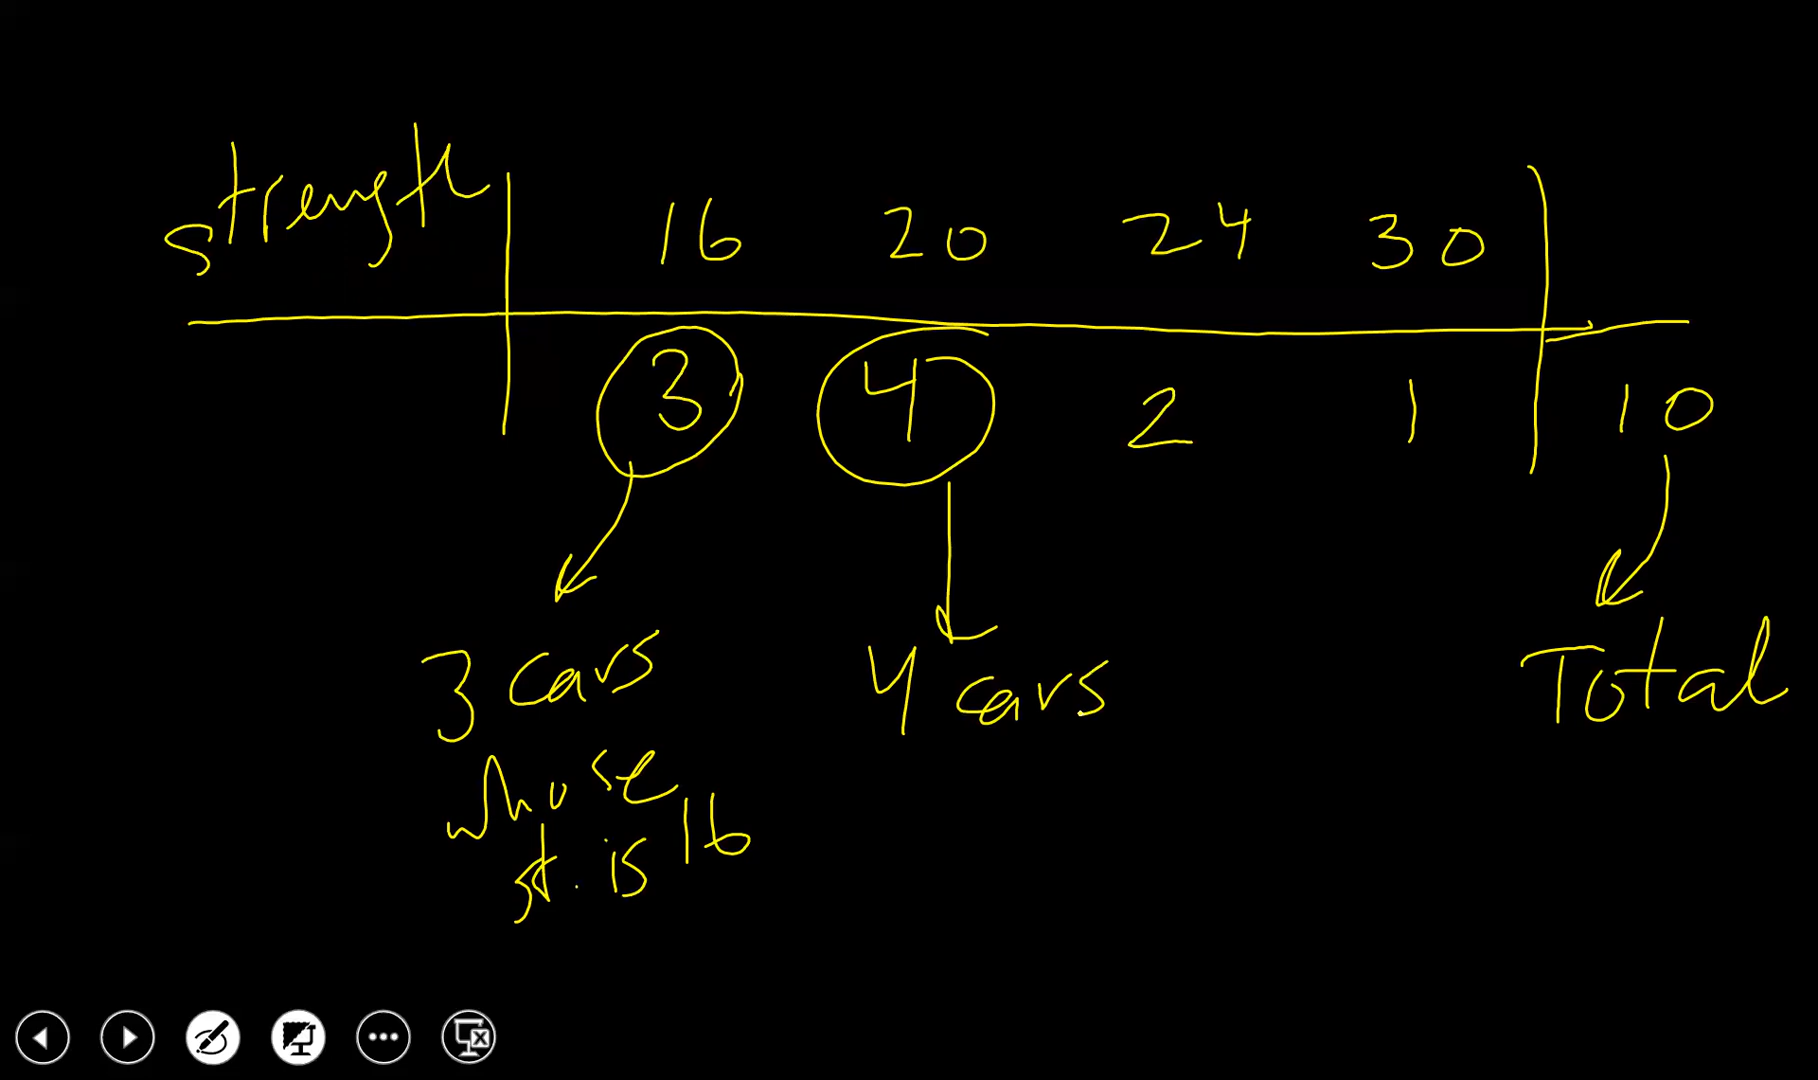 strength 16 20 24 30
3 4 2 1 10
3 cars 4 cars Total
whose
st. is 16